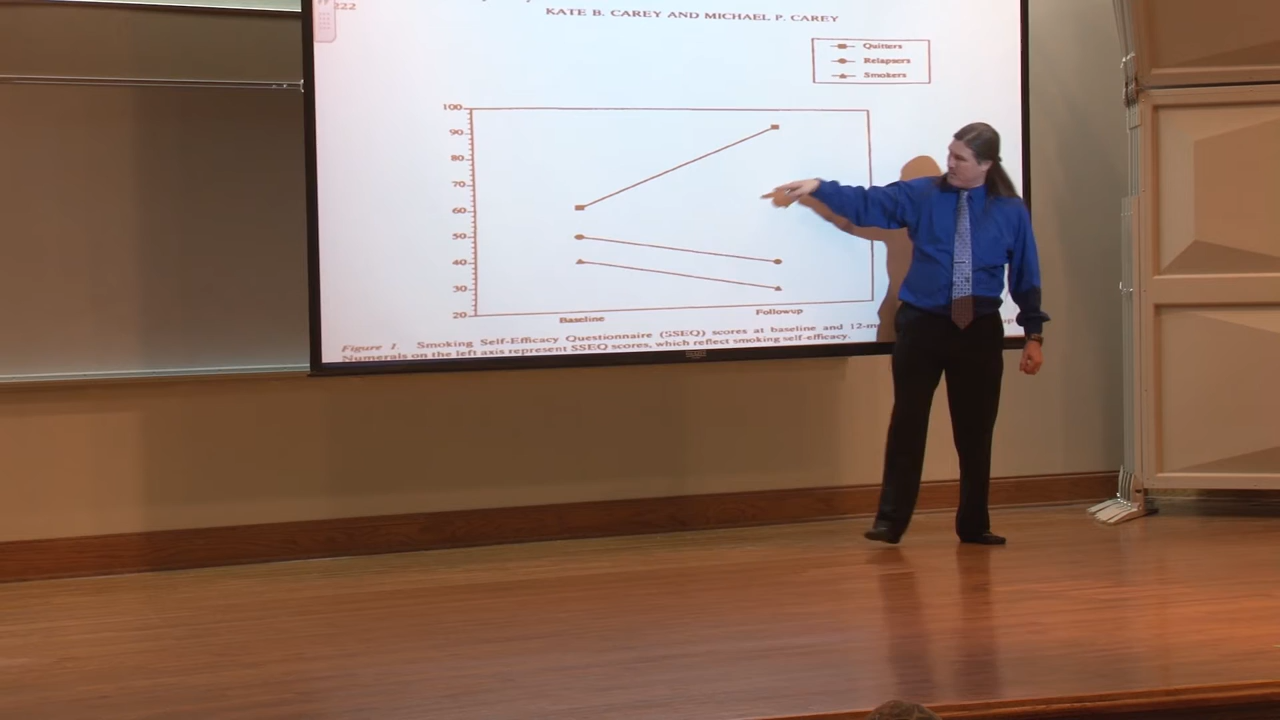 222
KATE B. CAREY AND MICHAEL P. CAREY
Quitters
Relapsers
Smokers
100
90
80
70
60
50
40
30
20
Baseline
Followup
Figure 1. Smoking Self-Efficacy Questionnaire (SSEQ) scores at baseline and
Numerals on the left axis represent SSEQ scores, which reflect smoking self-efficacy.